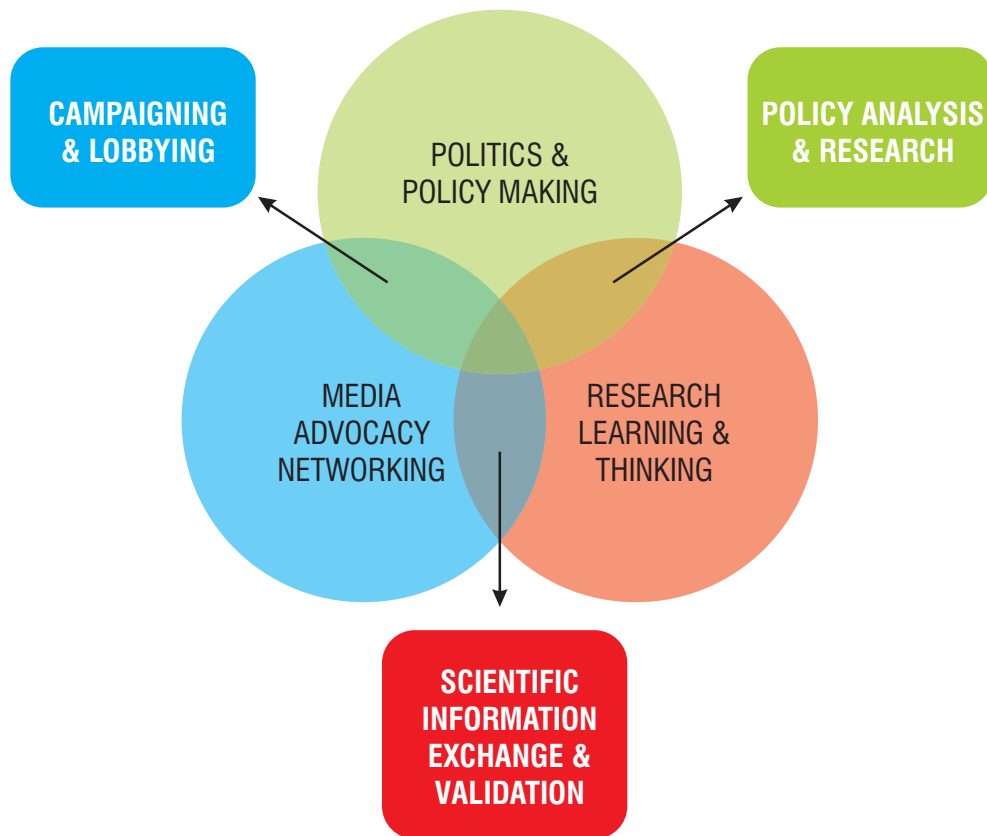 CAMPAIGNING
& LOBBYING
POLITICS &
POLICY MAKING
POLICY ANALYSIS
& RESEARCH
MEDIA
ADVOCACY
NETWORKING
RESEARCH
LEARNING &
THINKING
SCIENTIFIC
INFORMATION
EXCHANGE &
VALIDATION